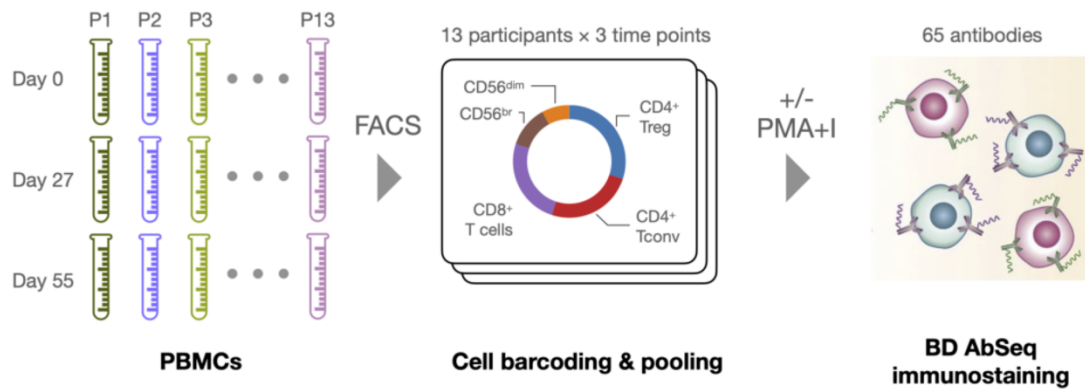 P1 P2 P3 P13
Day 0
Day 27
Day 55
PBMCs
FACS
13 participants × 3 time points
CD56dim
CD56br
CD4+
Treg
CD8+
T cells
CD4+
Tconv
Cell barcoding & pooling
+/-
PMA+I
65 antibodies
BD AbSeq
immunostaining